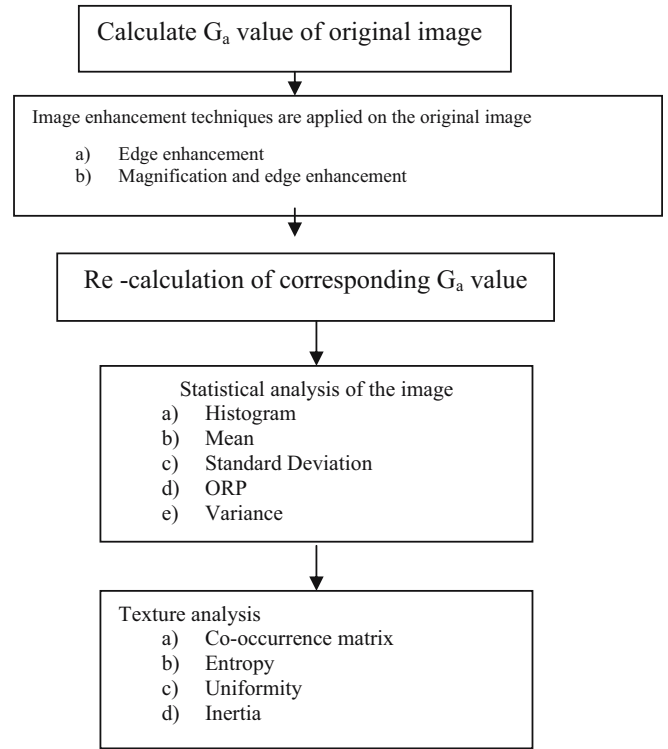 Calculate Ga value of original image
Image enhancement techniques are applied on the original image
a) Edge enhancement
b) Magnification and edge enhancement
Re -calculation of corresponding Ga value
Statistical analysis of the image
a) Histogram
b) Mean
c) Standard Deviation
d) ORP
e) Variance
Texture analysis
a) Co-occurrence matrix
b) Entropy
c) Uniformity
d) Inertia